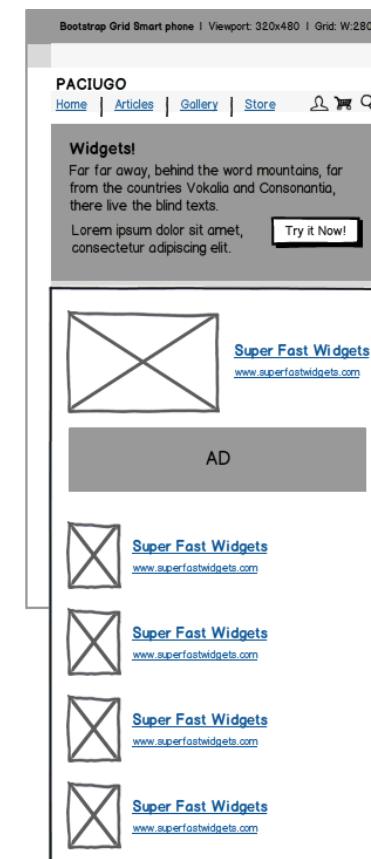 Bootstrap Grid Smart phone | Viewport: 320x480 | Grid: W:280
PACIUGO
Home | Articles | Gallery | Store
Widgets!
Far far away, behind the word mountains, far
from the countries Vokalia and Consonantia,
there live the blind texts.
Lorem ipsum dolor sit amet,
consectetur adipiscing elit.
Try it Now!
Super Fast Widgets
www.superfastwidgets.com
AD
Super Fast Widgets
www.superfastwidgets.com
Super Fast Widgets
www.superfastwidgets.com
Super Fast Widgets
www.superfastwidgets.com
Super Fast Widgets
www.superfastwidgets.com